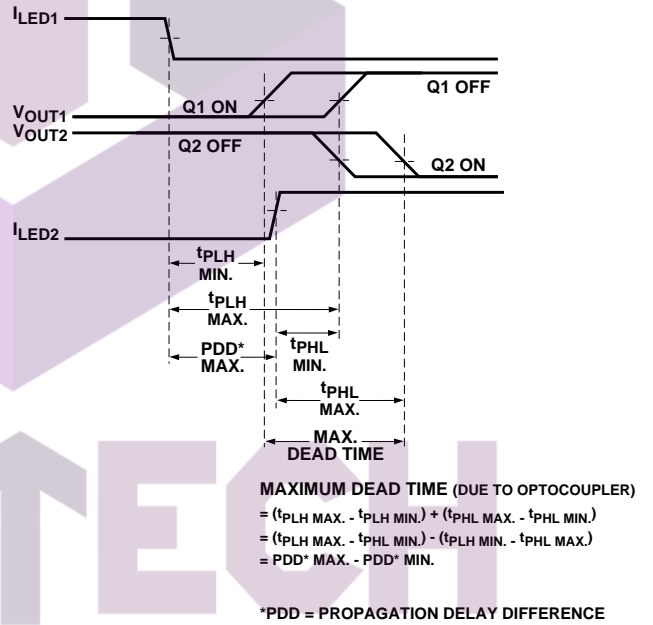 ILED1
VOUT1
Q1 ON
Q1 OFF
VOUT2
Q2 OFF
Q2 ON
ILED2
tPLH
MIN.
tPLH
MAX.
PDD*
MAX.
tPHL
MIN.
tPHL
MAX.
MAX.
DEAD TIME
MAXIMUM DEAD TIME (DUE TO OPTOCOUPLER)
= (tPLH MAX. - tPLH MIN.) + (tPHL MAX. - tPHL MIN.)
= (tPLH MAX. - tPHL MIN.) - (tPLH MIN. - tPHL MAX.)
= PDD* MAX. - PDD* MIN.
*PDD = PROPAGATION DELAY DIFFERENCE
TECH